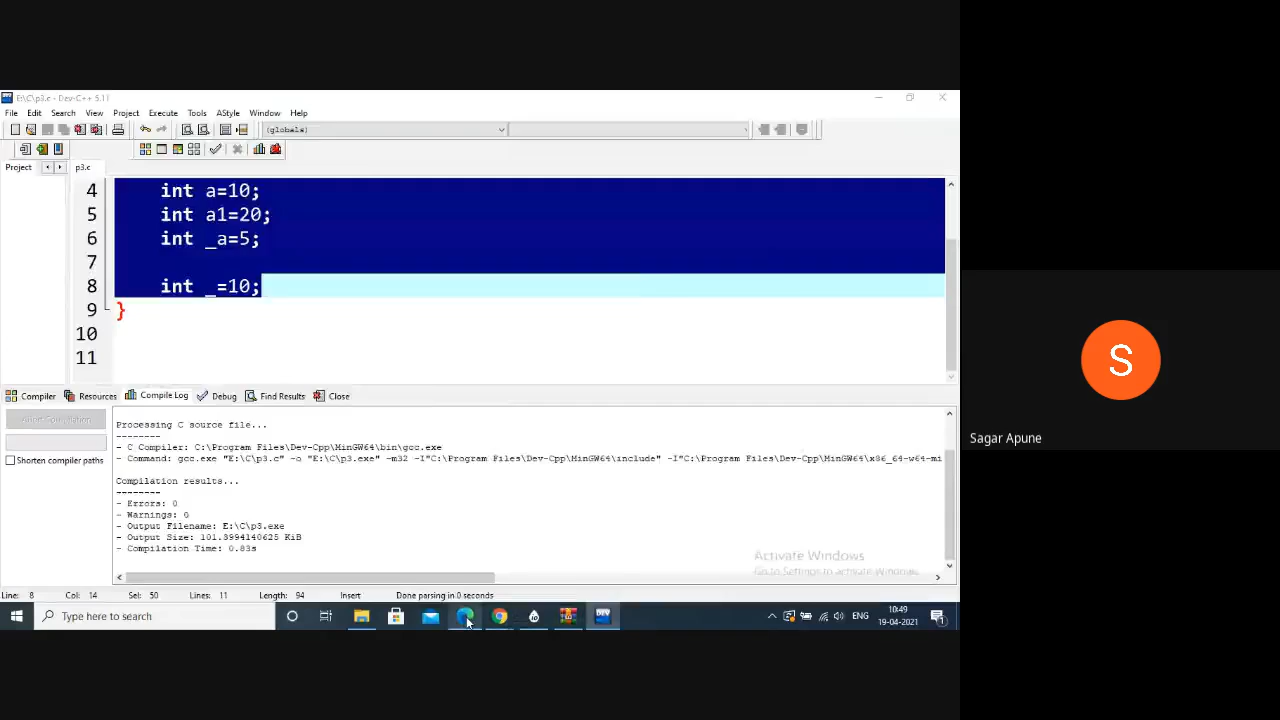 E:\C\p3.c - Dev-C++ 5.11
File Edit Search View Project Execute Tools AStyle Window Help
(globals)
Project p3.c
4 int a=10;
5 int a1=20;
6 int _a=5;
7
8 int _=10;
9 }
10
11
Compiler Resources Compile Log Debug Find Results Close
Abort Compilation
Shorten compiler paths
Processing C source file...
--------
- C Compiler: C:\Program Files\Dev-Cpp\MinGW64\bin\gcc.exe
- Command: gcc.exe "E:\C\p3.c" -o "E:\C\p3.exe" -m32 -I"C:\Program Files\Dev-Cpp\MinGW64\include" -I"C:\Program Files\Dev-Cpp\MinGW64\x86_64-w64-mi
Compilation results...
--------
- Errors: 0
- Warnings: 0
- Output Filename: E:\C\p3.exe
- Output Size: 101.3994140625 KiB
- Compilation Time: 0.83s
Activate Windows
Go to Settings to activate Windows.
Line: 8 Col: 14 Sel: 50 Lines: 11 Length: 94 Insert Done parsing in 0 seconds
Type here to search
DEV
ENG
10:49
19-04-2021
1
S
Sagar Apune